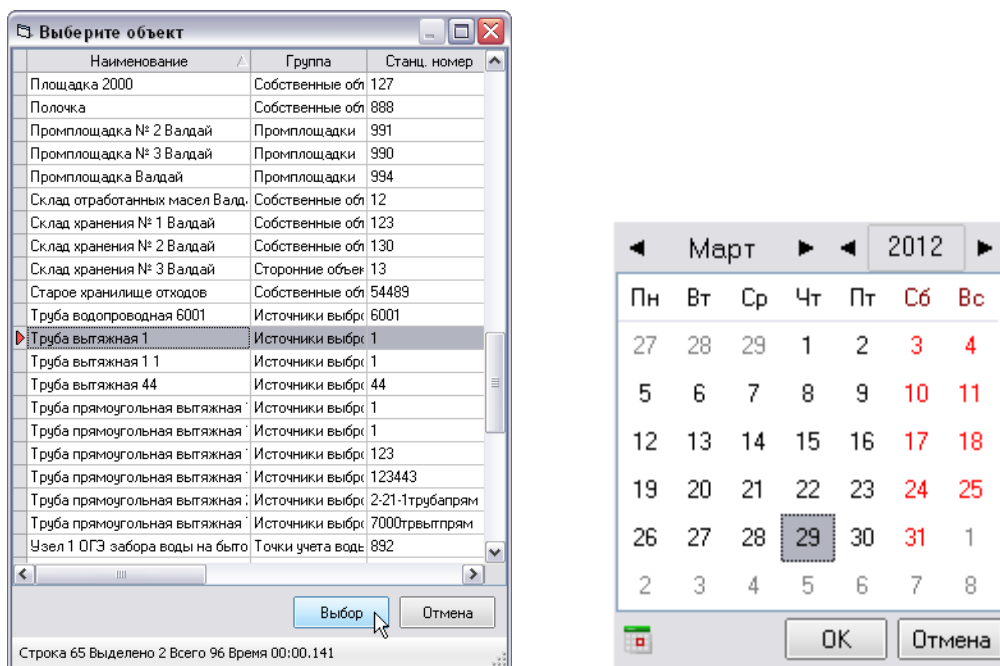 Выберите объект
Наименование Группа Станц. номер
Площадка 2000 Собственные об 127
Полочка Собственные об 888
Промплощадка № 2 Валдай Промплощадки 991
Промплощадка № 3 Валдай Промплощадки 990
Промплощадка Валдай Промплощадки 994
Склад отработанных масел Валд Собственные об 12
Склад хранения № 1 Валдай Собственные об 123
Склад хранения № 2 Валдай Собственные об 130
Склад хранения № 3 Валдай Сторонние объек 13
Старое хранилище отходов Собственные об 54489
Труба водопроводная 6001 Источники выбро 6001
Труба вытяжная 1 Источники выбро 1
Труба вытяжная 1 1 Источники выбро 1
Труба вытяжная 44 Источники выбро 44
Труба прямоугольная вытяжная Источники выбро 1
Труба прямоугольная вытяжная Источники выбро 1
Труба прямоугольная вытяжная Источники выбро 123
Труба прямоугольная вытяжная Источники выбро 123443
Труба прямоугольная вытяжная Источники выбро 2-21-1трубапрям
Труба прямоугольная вытяжная Источники выбро 7000трвытпрям
Узел 1 ОГЭ забора воды на быто Точки учета воды 892
Выбор Отмена
Строка 65 Выделено 2 Всего 96 Время 00:00.141
Март 2012
Пн Вт Ср Чт Пт Сб Вс
27 28 29 1 2 3 4
5 6 7 8 9 10 11
12 13 14 15 16 17 18
19 20 21 22 23 24 25
26 27 28 29 30 31 1
2 3 4 5 6 7 8
OK Отмена